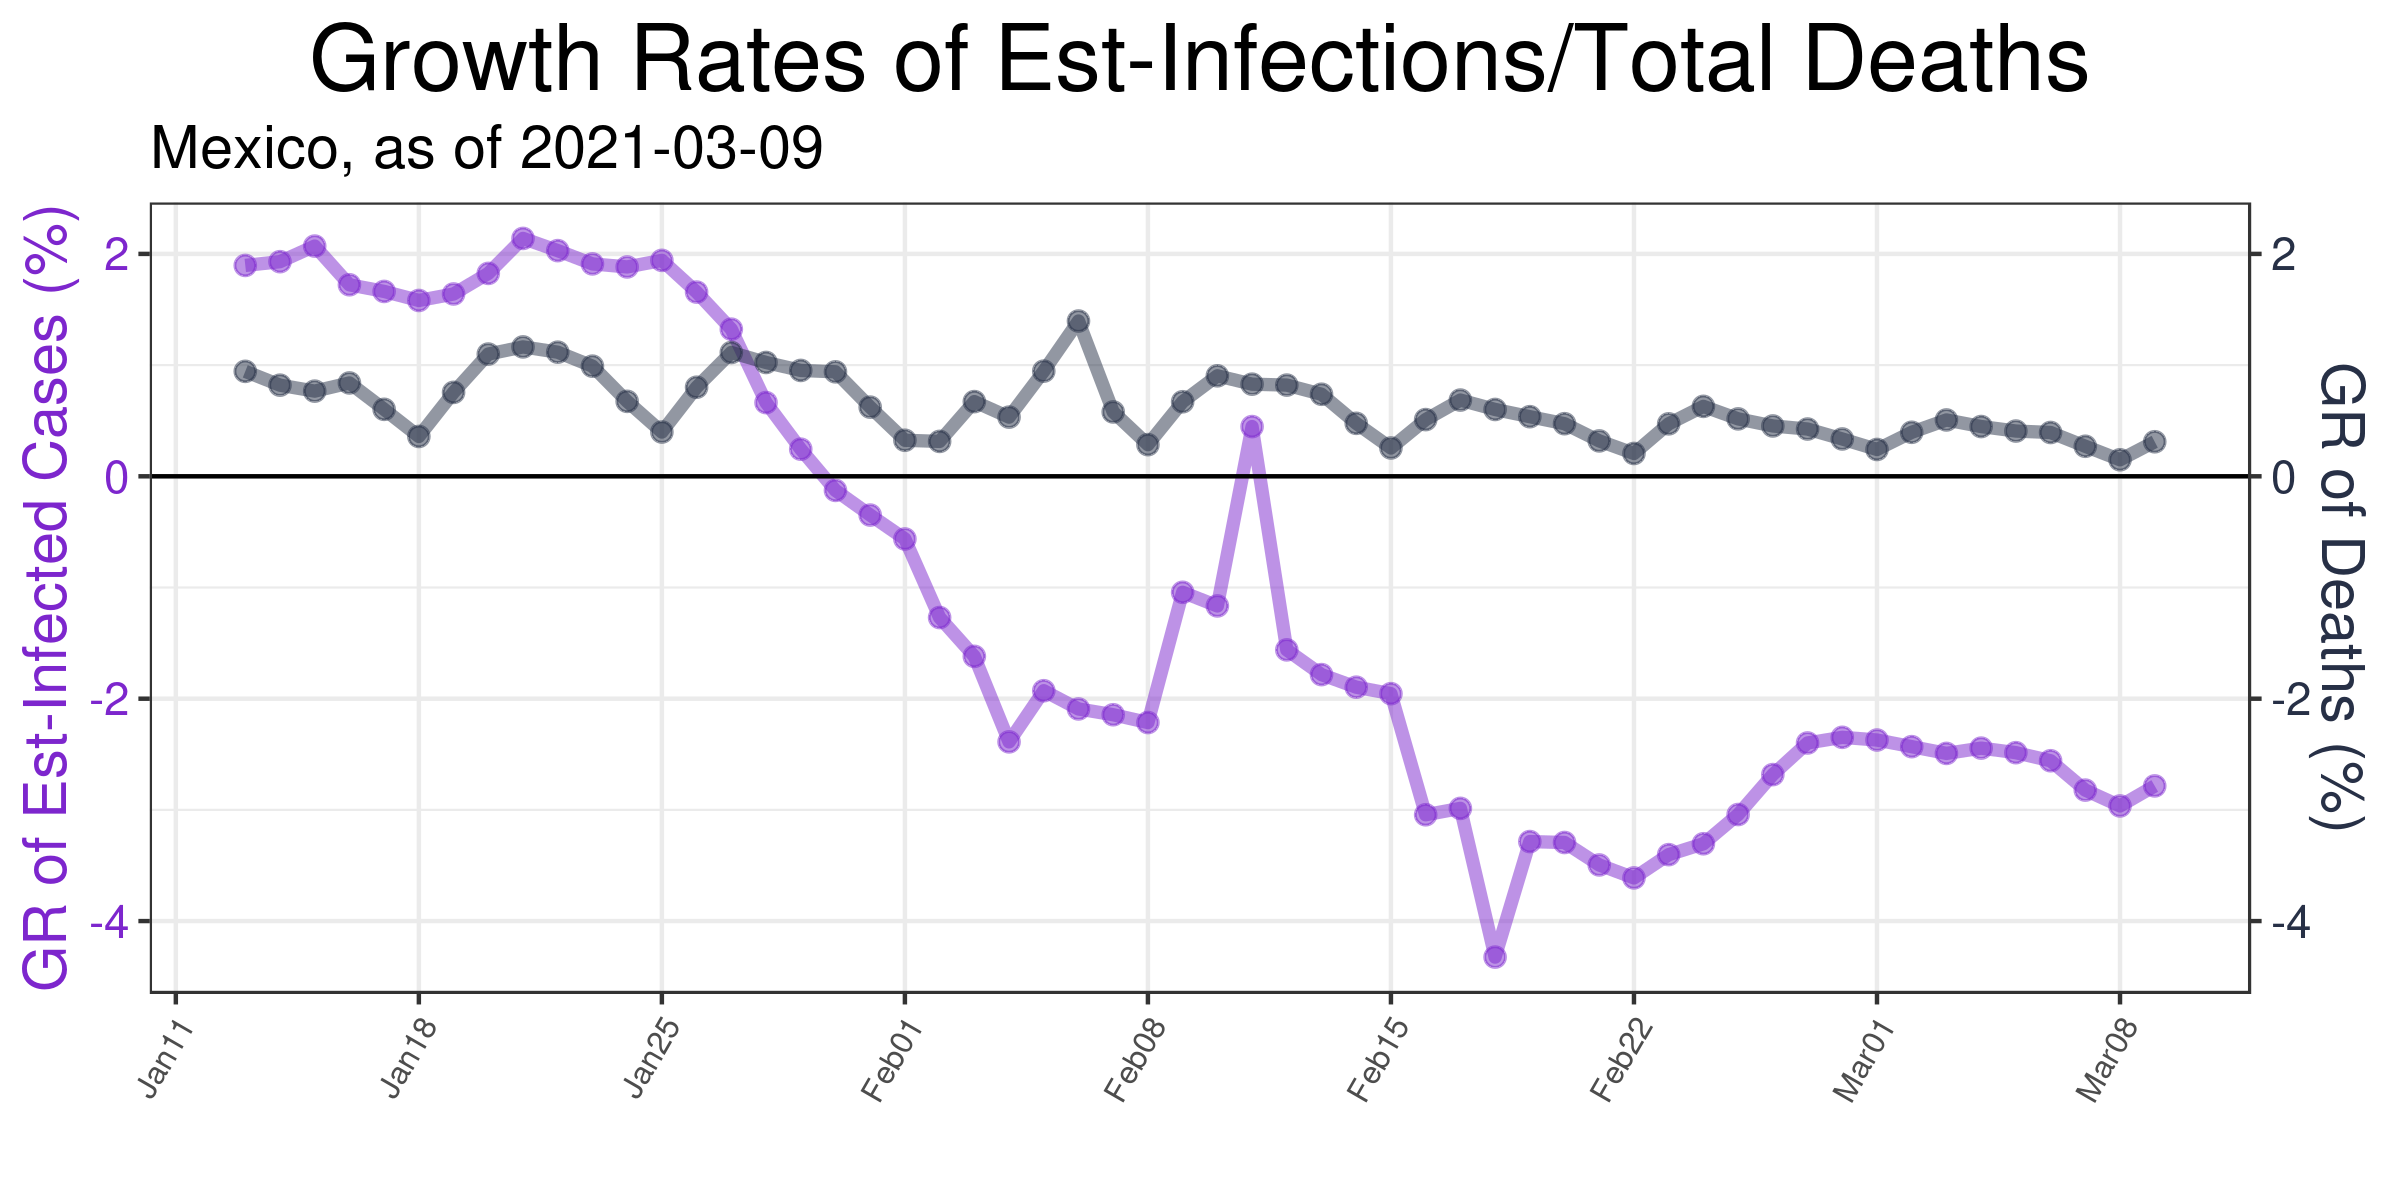 Growth Rates of Est-Infections/Total Deaths
Mexico, as of 2021-03-09
GR of Est-Infected Cases (%)
2
0
-2
-4
2
0
-2
-4
GR of Deaths (%)
Jan11
Jan18
Jan25
Feb01
Feb08
Feb15
Feb22
Mar01
Mar08